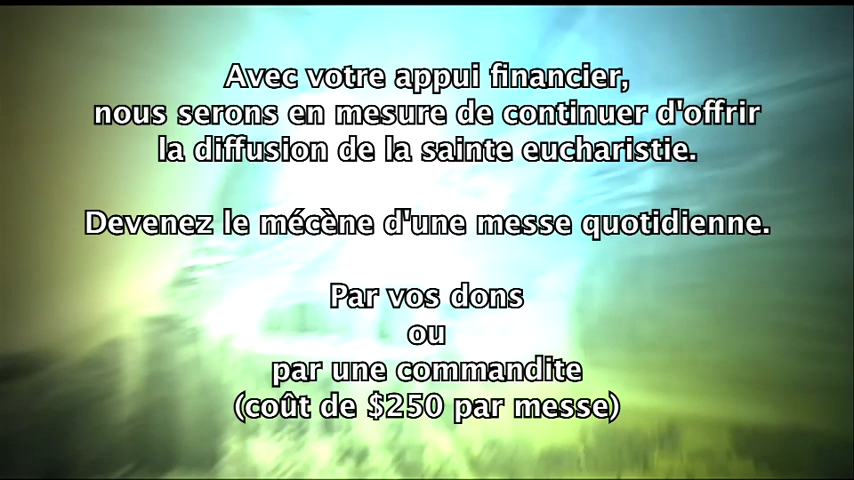 Avec votre appui financier,
nous serons en mesure de continuer d'offrir
la diffusion de la sainte eucharistie.
Devenez le mécène d'une messe quotidienne.
Par vos dons
ou
par une commandite
(coût de $250 par messe)